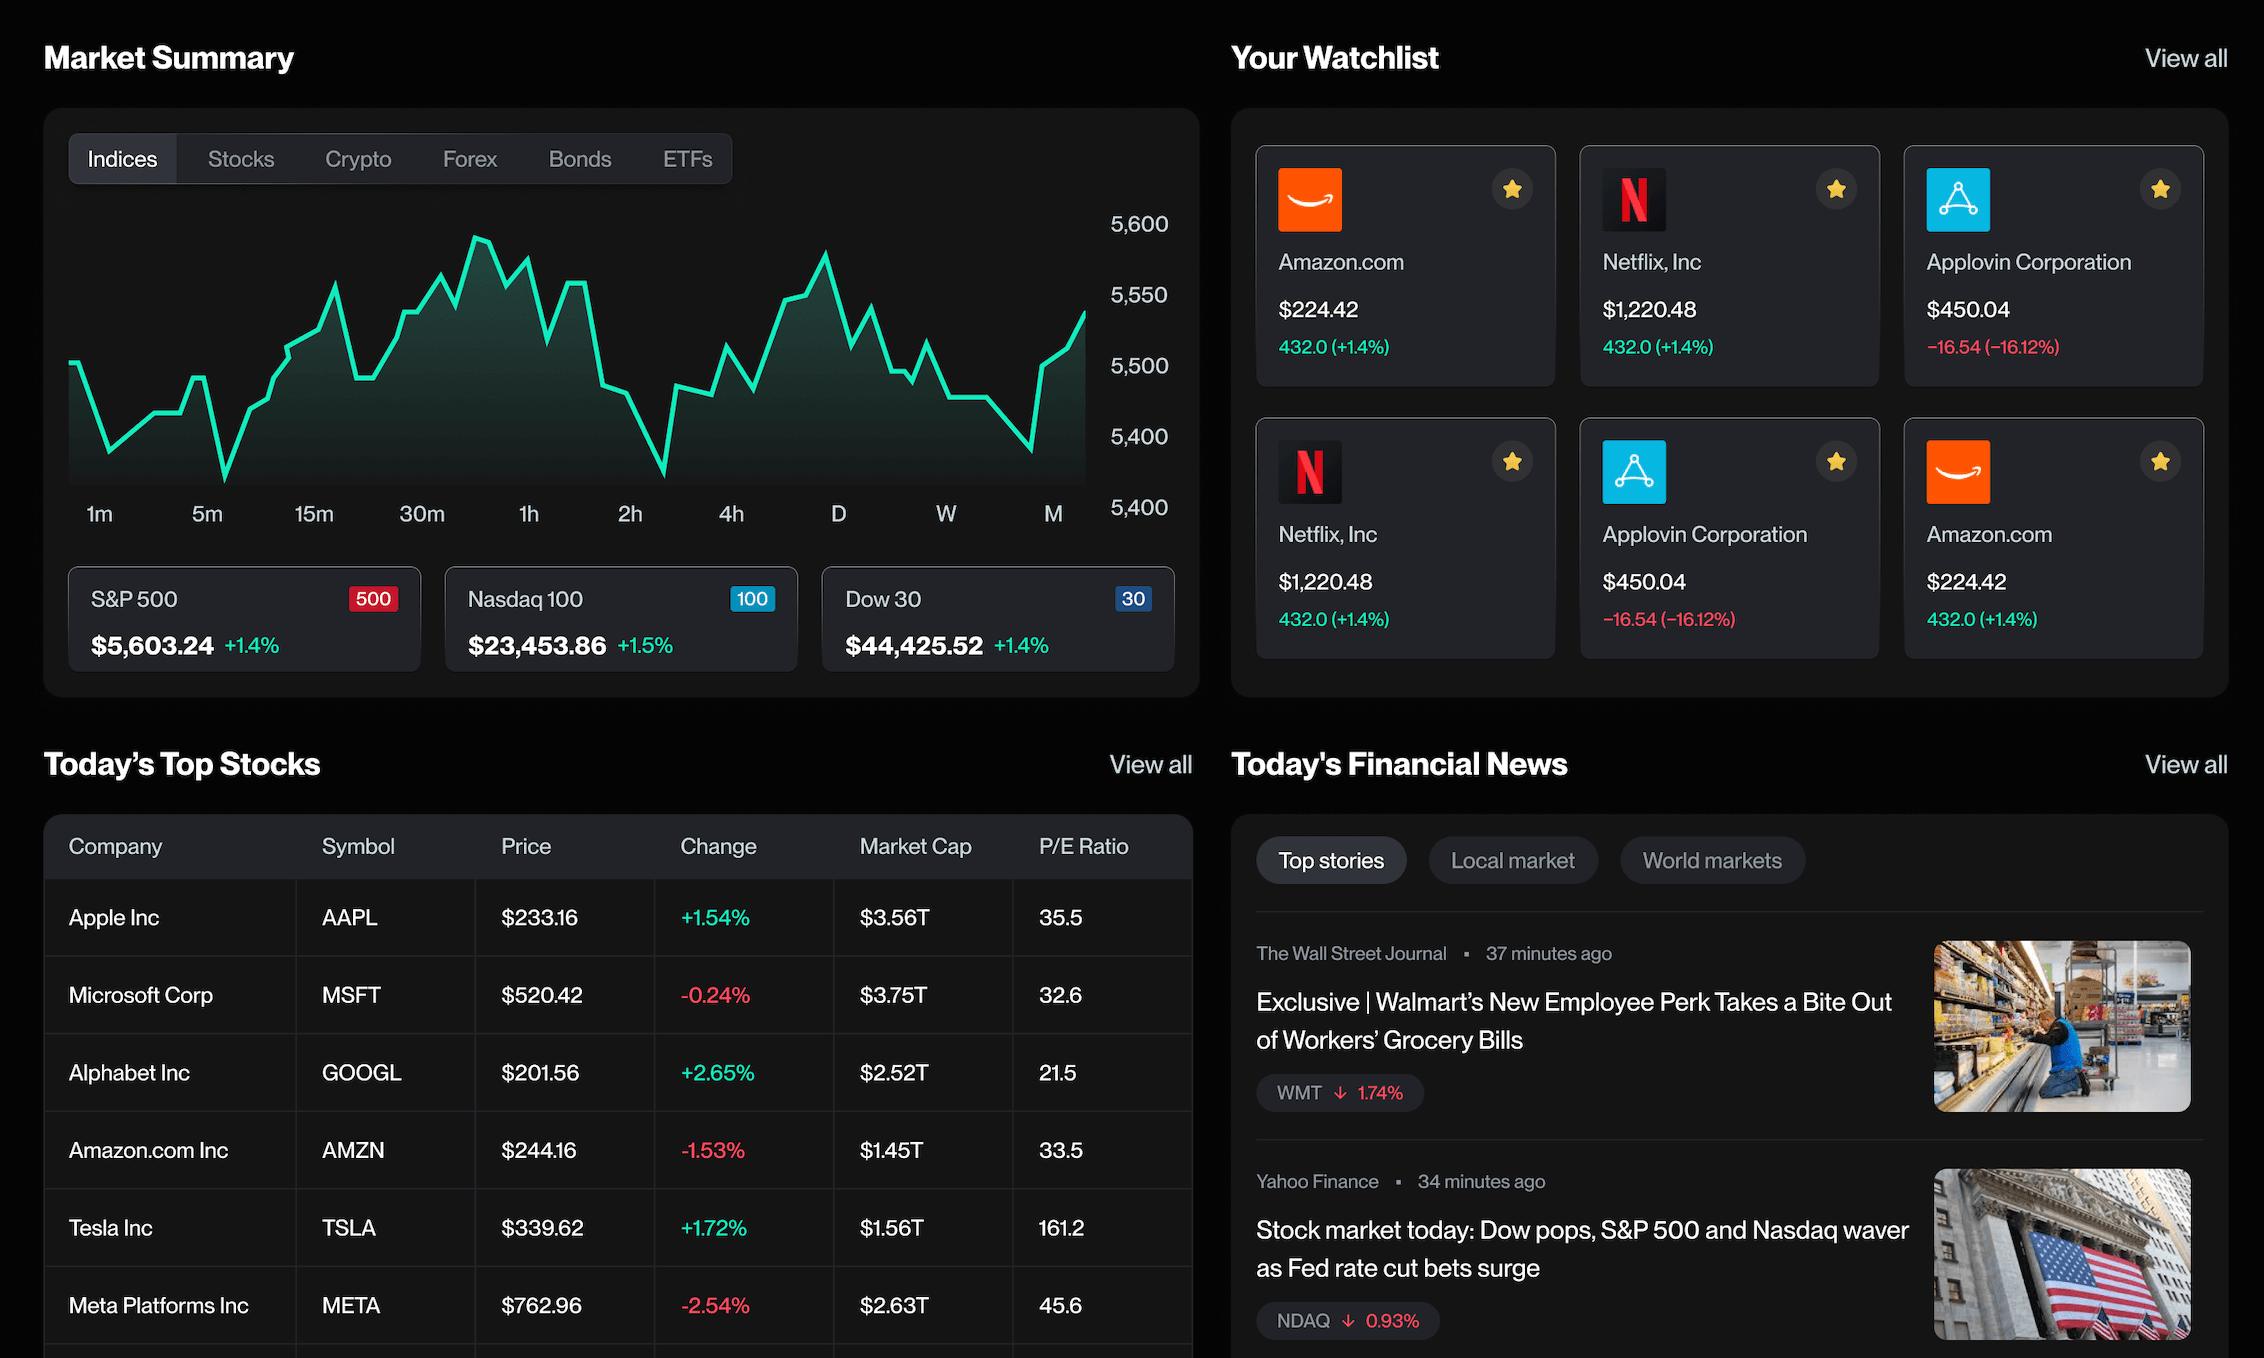 Market Summary
Indices Stocks Crypto Forex Bonds ETFs
5,600
5,550
5,500
5,400
5,400
1m 5m 15m 30m 1h 2h 4h D W M
S&P 500 500
$5,603.24 +1.4%
Nasdaq 100 100
$23,453.86 +1.5%
Dow 30 30
$44,425.52 +1.4%
Your Watchlist View all
Amazon.com
$224.42
432.0 (+1.4%)
N
Netflix, Inc
$1,220.48
432.0 (+1.4%)
Applovin Corporation
$450.04
−16.54 (−16.12%)
N
Netflix, Inc
$1,220.48
432.0 (+1.4%)
Applovin Corporation
$450.04
−16.54 (−16.12%)
Amazon.com
$224.42
432.0 (+1.4%)
Today’s Top Stocks View all
Company Symbol Price Change Market Cap P/E Ratio
Apple Inc AAPL $233.16 +1.54% $3.56T 35.5
Microsoft Corp MSFT $520.42 -0.24% $3.75T 32.6
Alphabet Inc GOOGL $201.56 +2.65% $2.52T 21.5
Amazon.com Inc AMZN $244.16 -1.53% $1.45T 33.5
Tesla Inc TSLA $339.62 +1.72% $1.56T 161.2
Meta Platforms Inc META $762.96 -2.54% $2.63T 45.6
Today's Financial News View all
Top stories Local market World markets
The Wall Street Journal ▪ 37 minutes ago
Exclusive | Walmart’s New Employee Perk Takes a Bite Out
of Workers’ Grocery Bills
WMT ↓ 1.74%
Yahoo Finance ▪ 34 minutes ago
Stock market today: Dow pops, S&P 500 and Nasdaq waver
as Fed rate cut bets surge
NDAQ ↓ 0.93%